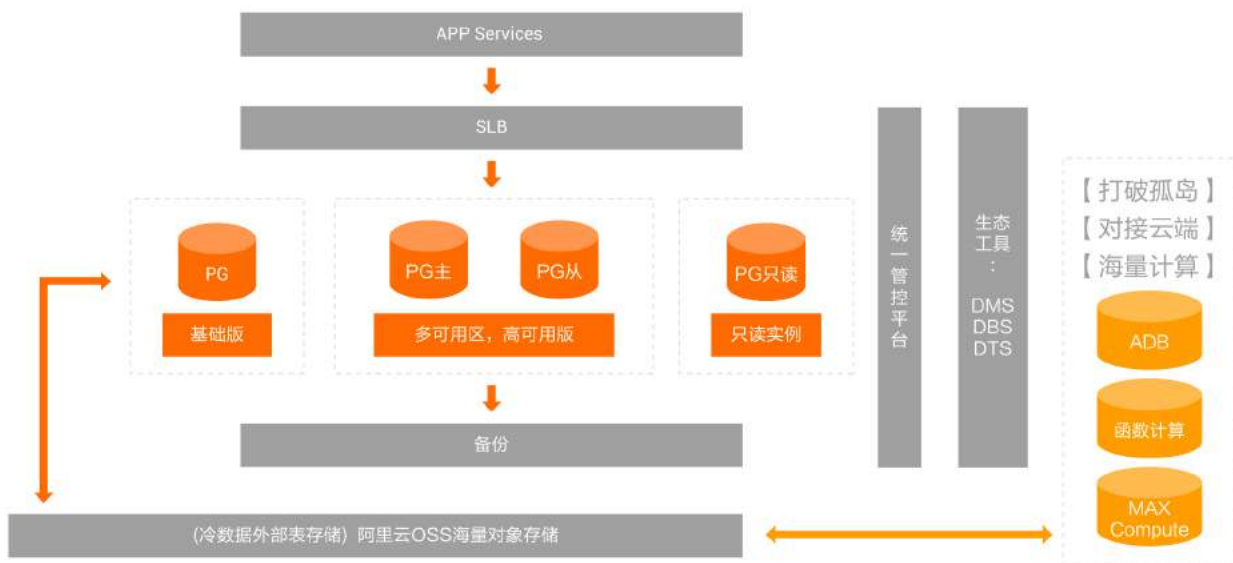 APP Services
SLB
PG
基础版
PG主
PG从
多可用区，高可用版
PG只读
只读实例
备份
(冷数据外部表存储) 阿里云OSS海量对象存储
统
一
管
控
平
台
生态
工具
:
DMS
DBS
DTS
【 打破孤岛 】
【 对接云端 】
【 海量计算 】
ADB
函数计算
MAX
Compute